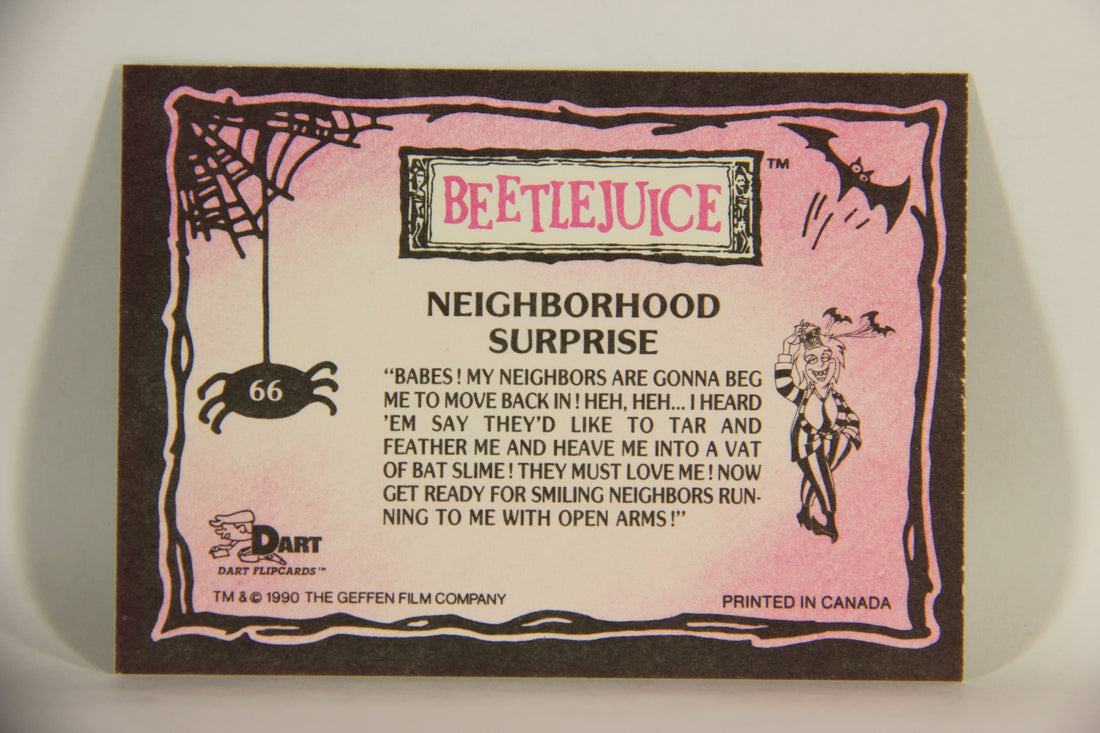 BEETLEJUICE™
NEIGHBORHOOD
SURPRISE
"BABES! MY NEIGHBORS ARE GONNA BEG
ME TO MOVE BACK IN! HEH, HEH... I HEARD
'EM SAY THEY'D LIKE TO TAR AND
FEATHER ME AND HEAVE ME INTO A VAT
OF BAT SLIME! THEY MUST LOVE ME! NOW
GET READY FOR SMILING NEIGHBORS RUN-
NING TO ME WITH OPEN ARMS!"
66
DART
DART FLIPCARDS™
TM & © 1990 THE GEFFEN FILM COMPANY
PRINTED IN CANADA